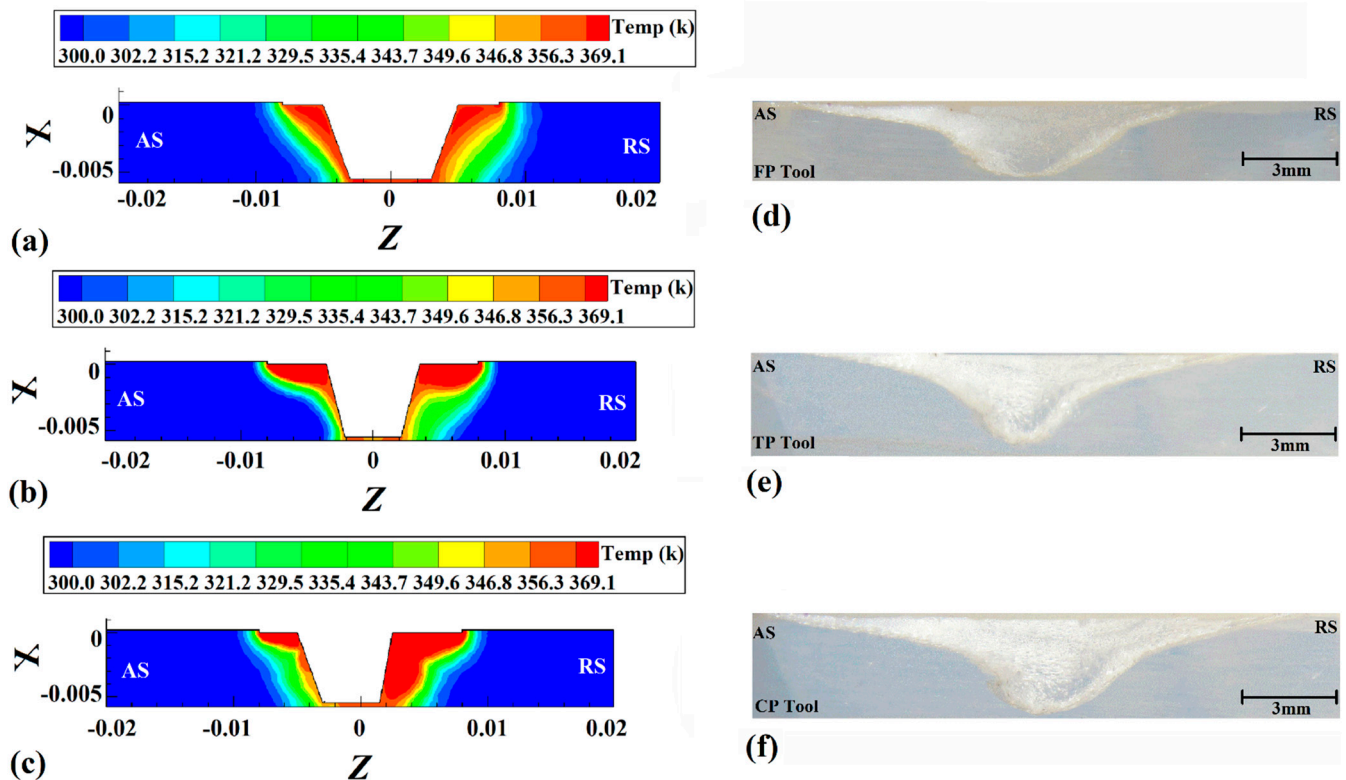 Temp (k)
300.0 302.2 315.2 321.2 329.5 335.4 343.7 349.6 346.8 356.3 369.1
X
0
-0.005
AS
RS
-0.02 -0.01 0 0.01 0.02
Z
(a)
AS
RS
FP Tool
3mm
(d)
Temp (k)
300.0 302.2 315.2 321.2 329.5 335.4 343.7 349.6 346.8 356.3 369.1
X
0
-0.005
AS
RS
-0.02 -0.01 0 0.01 0.02
Z
(b)
AS
RS
TP Tool
3mm
(e)
Temp (k)
300.0 302.2 315.2 321.2 329.5 335.4 343.7 349.6 346.8 356.3 369.1
X
0
-0.005
AS
RS
-0.02 -0.01 0 0.01 0.02
Z
(c)
AS
RS
CP Tool
3mm
(f)